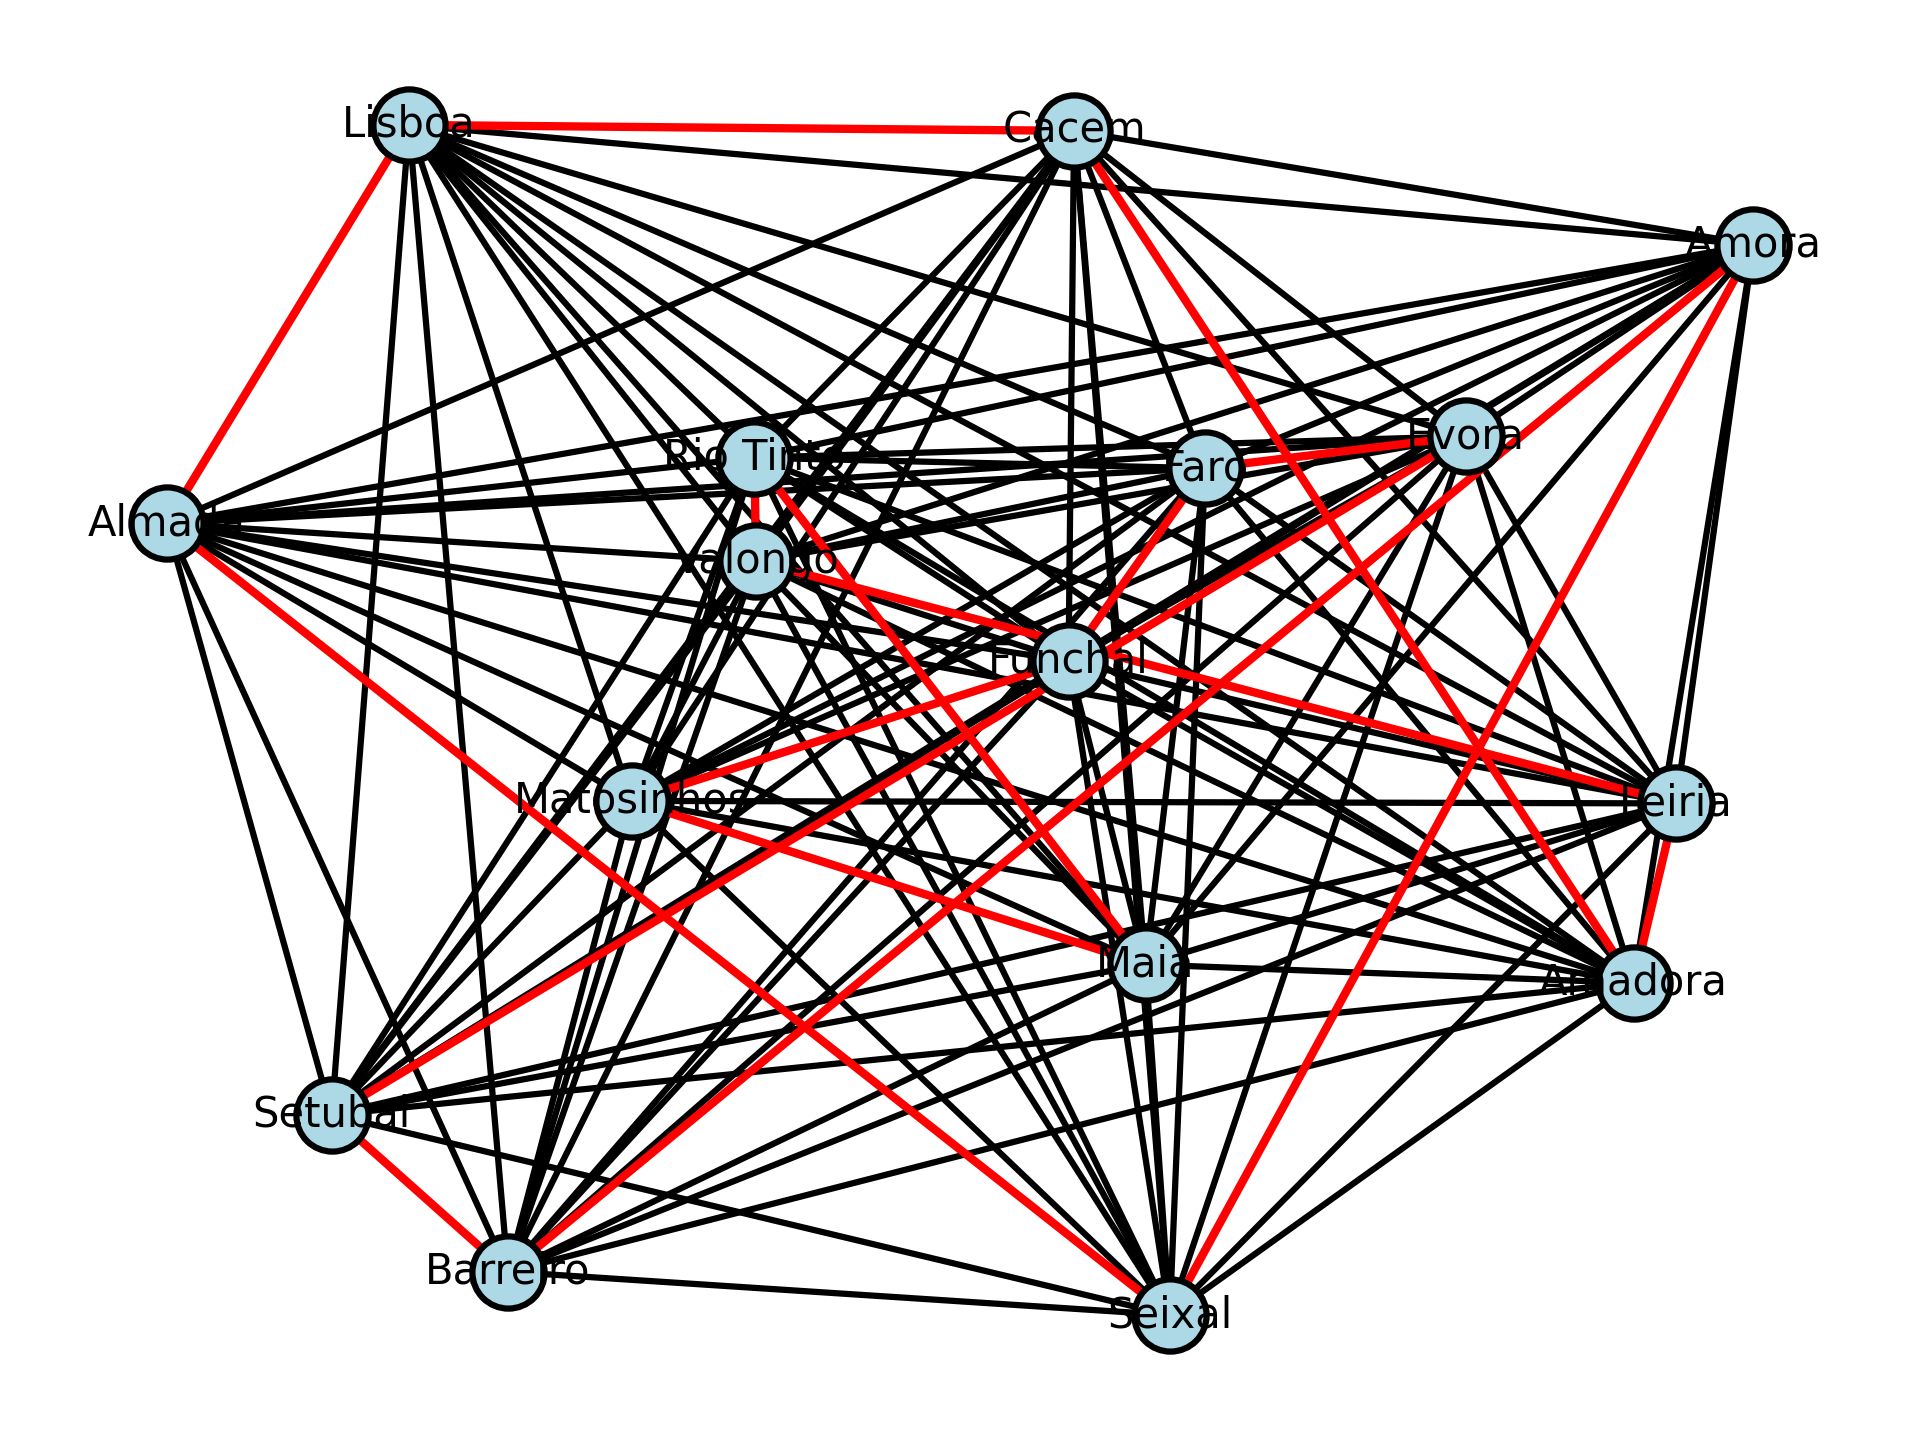 Lisboa
Cacem
Amora
Rio Tinto
Evora
Faro
Almada
Valongo
Funchal
Matosinhos
Leiria
Maia
Amadora
Setubal
Barreiro
Seixal